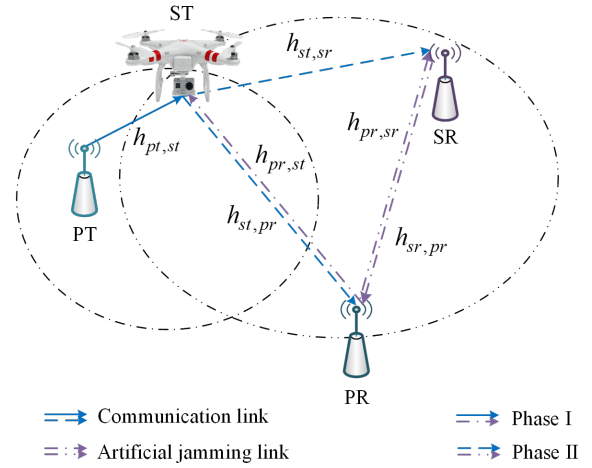 ST
h_{st,sr}
h_{pr,sr}
SR
h_{pt,st}
h_{pr,st}
h_{st,pr}
PT
h_{sr,pr}
PR
Communication link
Phase I
Artificial jamming link
Phase II